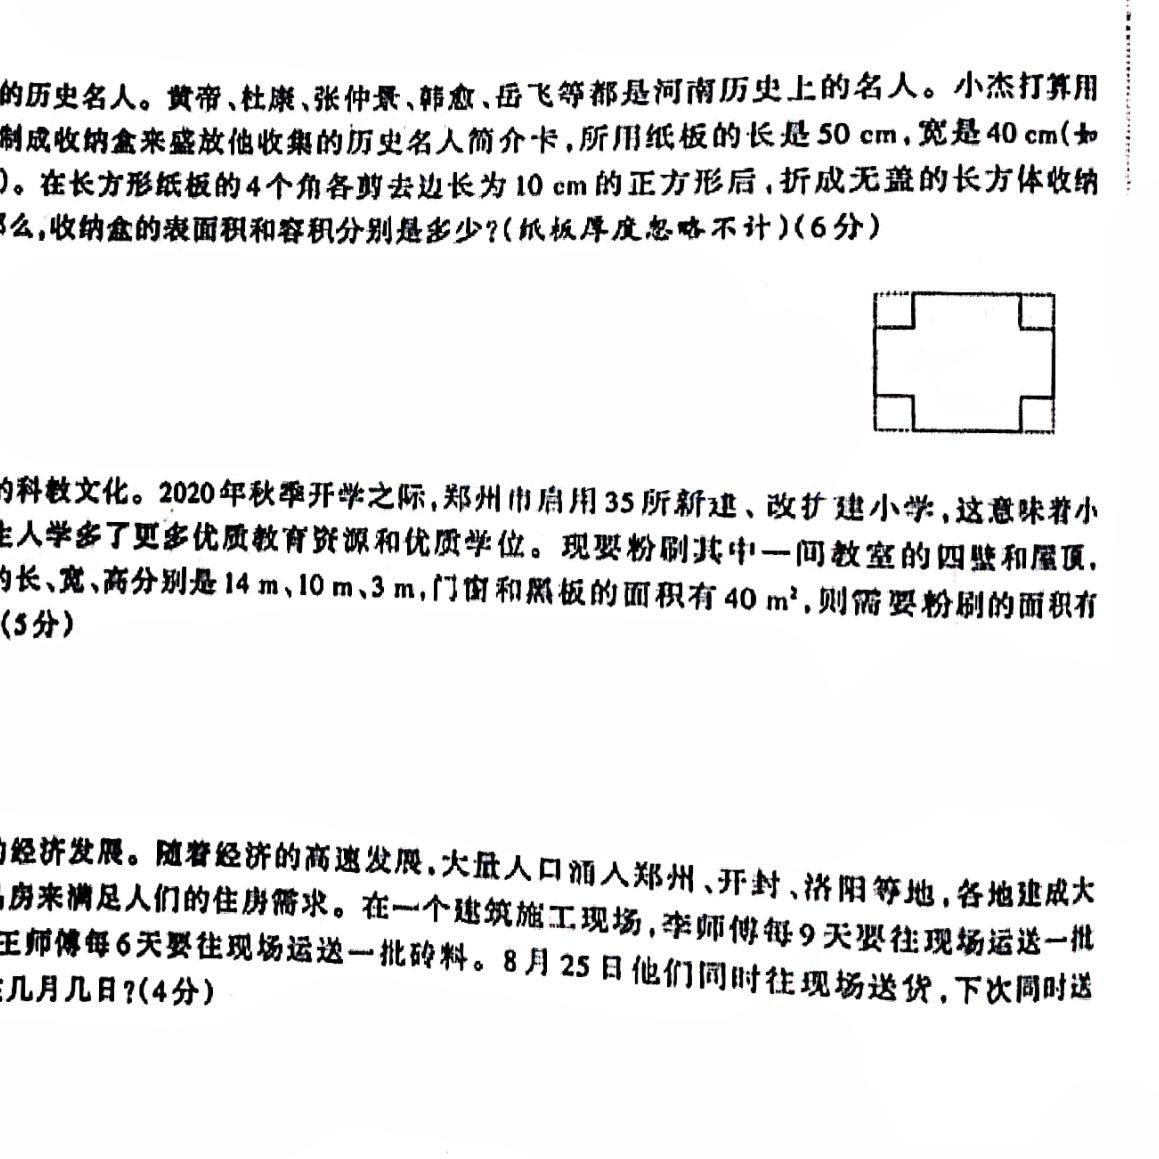 的历史名人。黄帝、杜康、张仲景、韩愈、岳飞等都是河南历史上的名人。小杰打算用
制成收纳盒来盛放他收集的历史名人简介卡,所用纸板的长是50 cm,宽是40 cm(如
)。在长方形纸板的4个角各剪去边长为10 cm的正方形后,折成无盖的长方体收纳
么,收纳盒的表面积和容积分别是多少?(纸板厚度忽略不计)(6分)
的科教文化。2020年秋季开学之际,郑州市启用35所新建、改扩建小学,这意味着小
生入学多了更多优质教育资源和优质学位。现要粉刷其中一间教室的四壁和屋顶,
的长、宽、高分别是14 m、10 m、3 m,门窗和黑板的面积有40 m²,则需要粉刷的面积有
(5分)
经济发展。随着经济的高速发展,大量人口涌入郑州、开封、洛阳等地,各地建成大
房来满足人们的住房需求。在一个建筑施工现场,李师傅每9天要往现场运送一批
王师傅每6天要往现场运送一批砖料。8月25日他们同时往现场送货,下次同时送
几月几日?(4分)